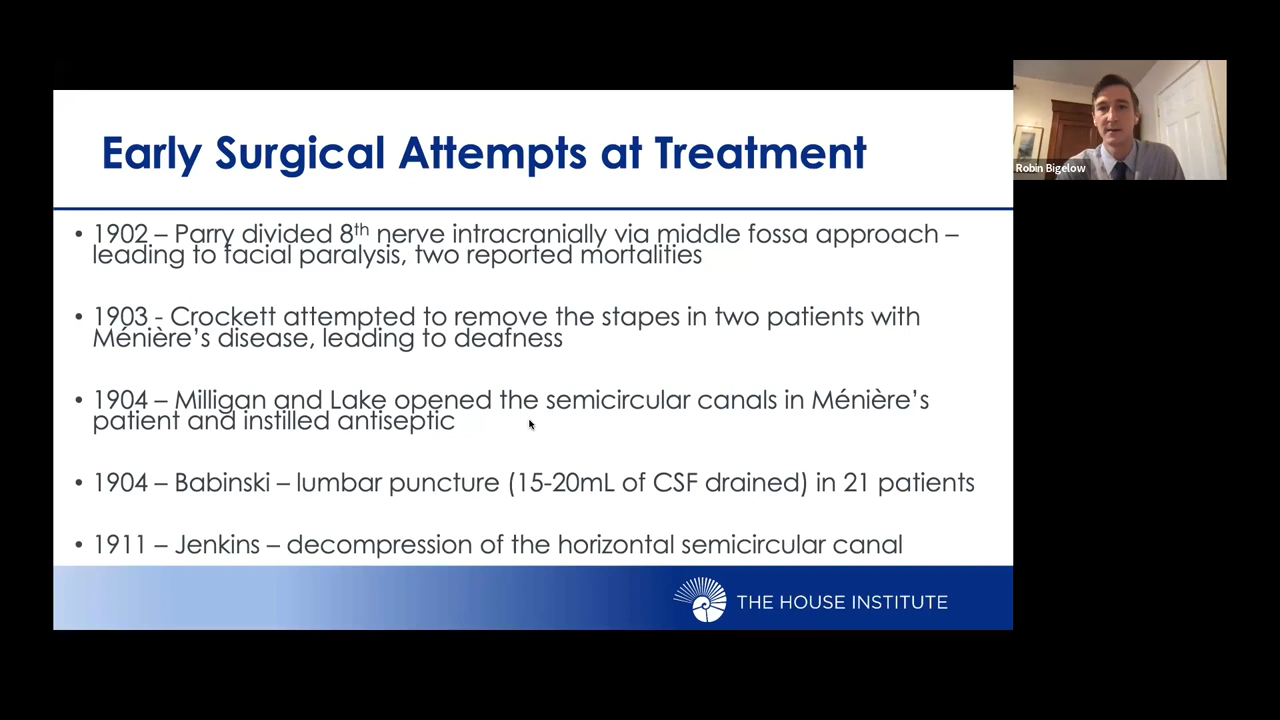 Early Surgical Attempts at Treatment
Robin Bigelow
• 1902 – Parry divided 8th nerve intracranially via middle fossa approach –
leading to facial paralysis, two reported mortalities
• 1903 - Crockett attempted to remove the stapes in two patients with
Ménière’s disease, leading to deafness
• 1904 – Milligan and Lake opened the semicircular canals in Ménière’s
patient and instilled antiseptic
• 1904 – Babinski – lumbar puncture (15-20mL of CSF drained) in 21 patients
• 1911 – Jenkins – decompression of the horizontal semicircular canal
THE HOUSE INSTITUTE